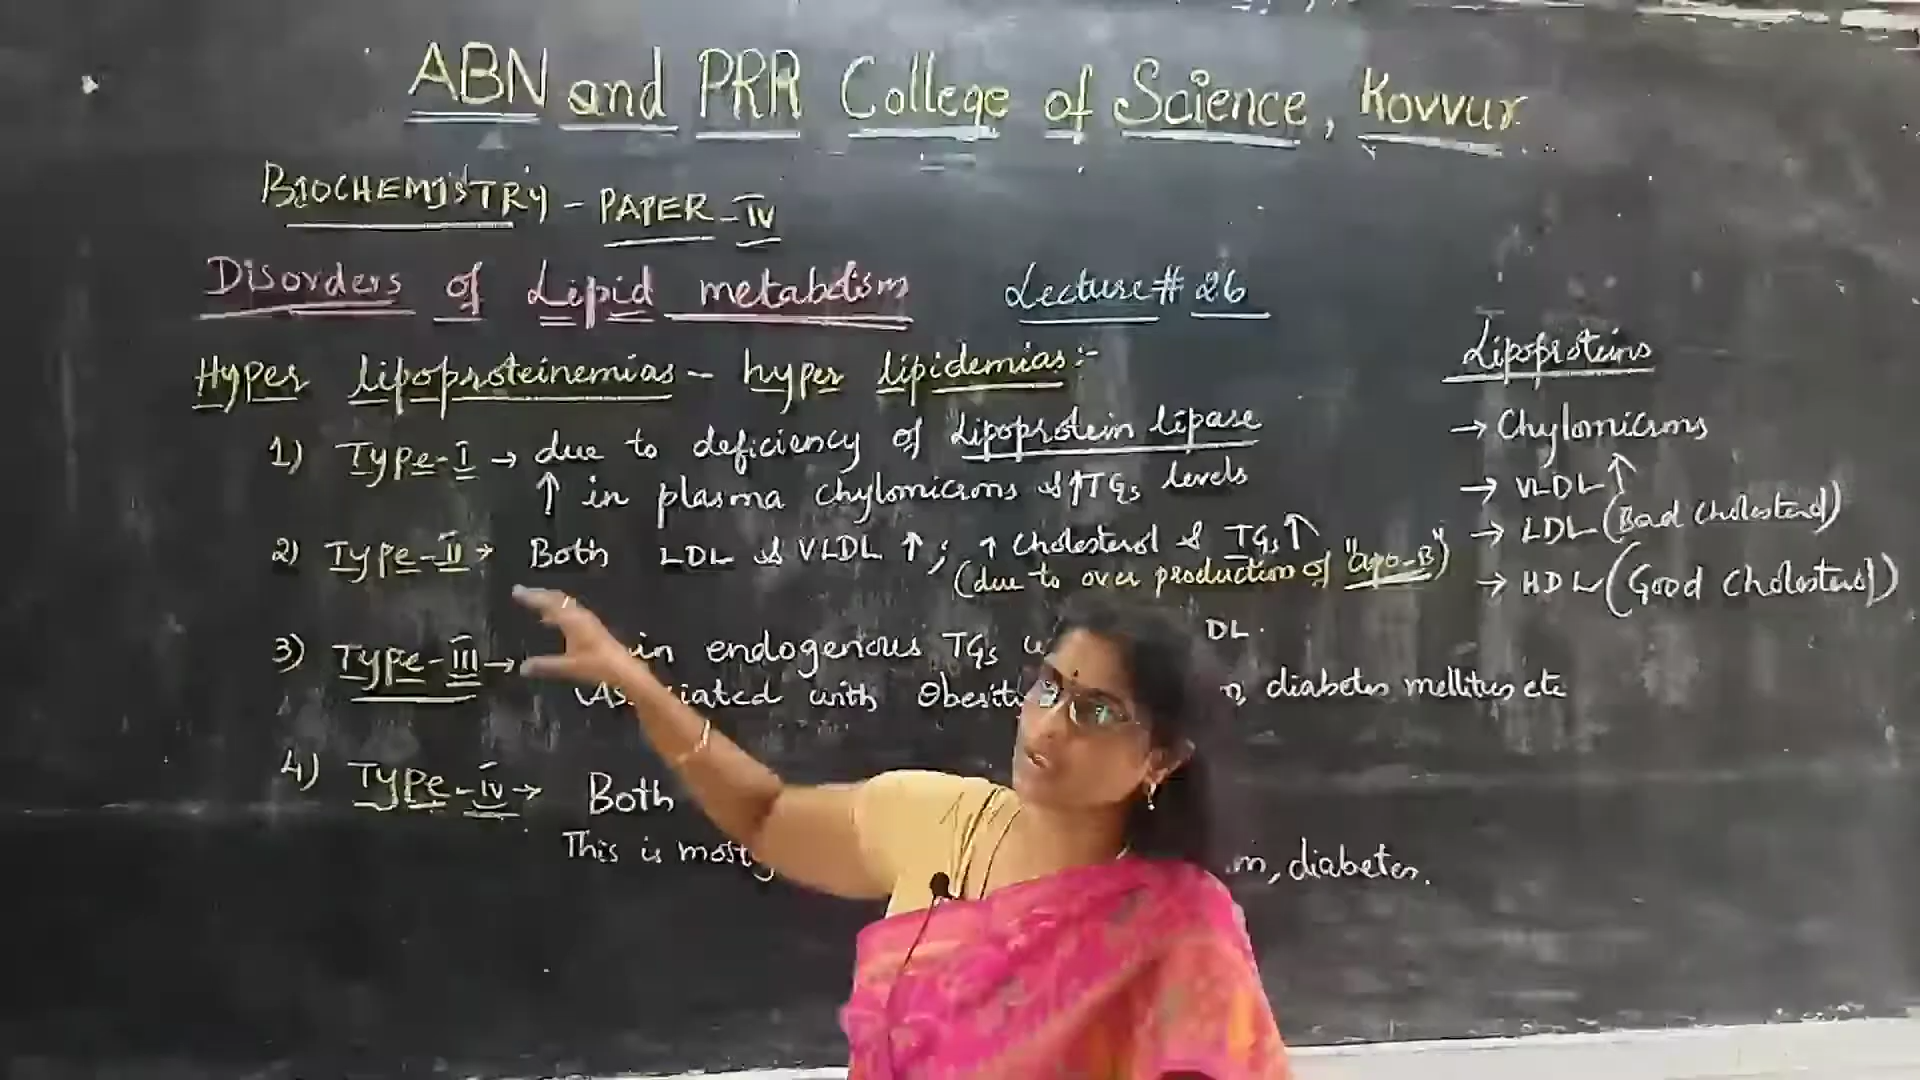 ABN and PRR College of Science, Kovvur.
BIOCHEMISTRY - PAPER - IV
Disorders of Lipid metabolism
Lecture # 26
Hyper lipoproteinemias - hyper lipidemias:-
1) Type-I → due to deficiency of Lipoprotein lipase
↑ in plasma chylomicrons & ↑TGs levels
2) Type-II → Both LDL & VLDL ↑; ↑ Cholesterol & TGs ↑
(due to over production of "apo-B")
3) Type-III → in endogenous TGs DL.
with diabetes mellitus etc
4) Type-IV → Both
This is diabetes.
Lipoproteins
→ Chylomicrons
→ VLDL ↑
→ LDL (Bad Cholesterol)
→ HDL (Good Cholesterol)